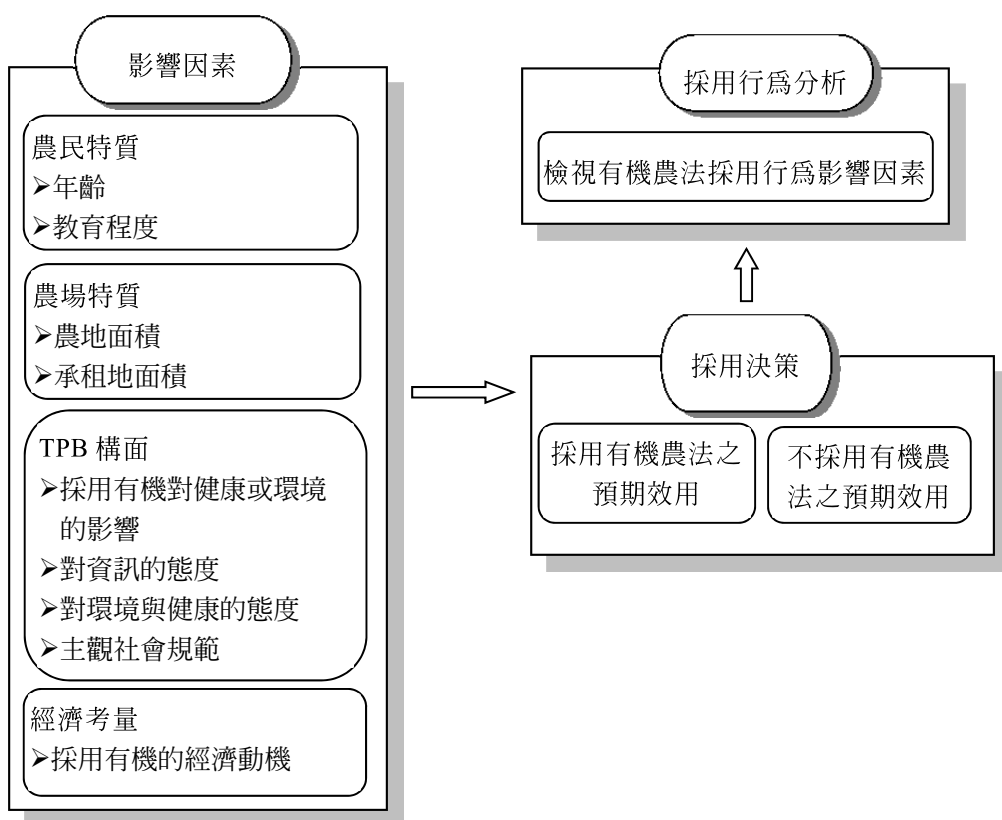 影響因素
農民特質
➢年齡
➢教育程度
農場特質
➢農地面積
➢承租地面積
TPB 構面
➢採用有機對健康或環境
的影響
➢對資訊的態度
➢對環境與健康的態度
➢主觀社會規範
經濟考量
➢採用有機的經濟動機
採用行為分析
檢視有機農法採用行為影響因素
採用決策
採用有機農法之
預期效用
不採用有機農
法之預期效用